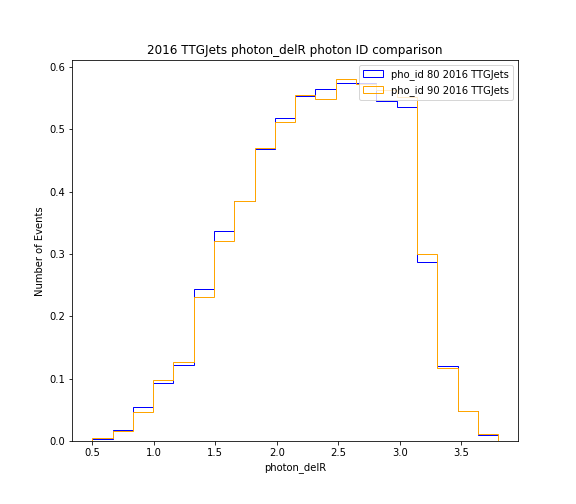 2016 TTGJets photon_delR photon ID comparison
pho_id 80 2016 TTGJets
pho_id 90 2016 TTGJets
0.6
0.5
0.4
0.3
0.2
0.1
0.0
Number of Events
0.5 1.0 1.5 2.0 2.5 3.0 3.5
photon_delR